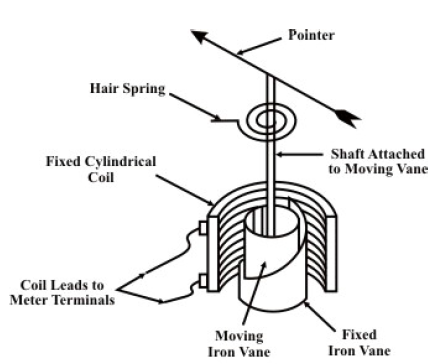 Pointer
Hair Spring
Shaft Attached
to Moving Vane
Fixed Cylindrical
Coil
Coil Leads to
Meter Terminals
Moving
Iron Vane
Fixed
Iron Vane